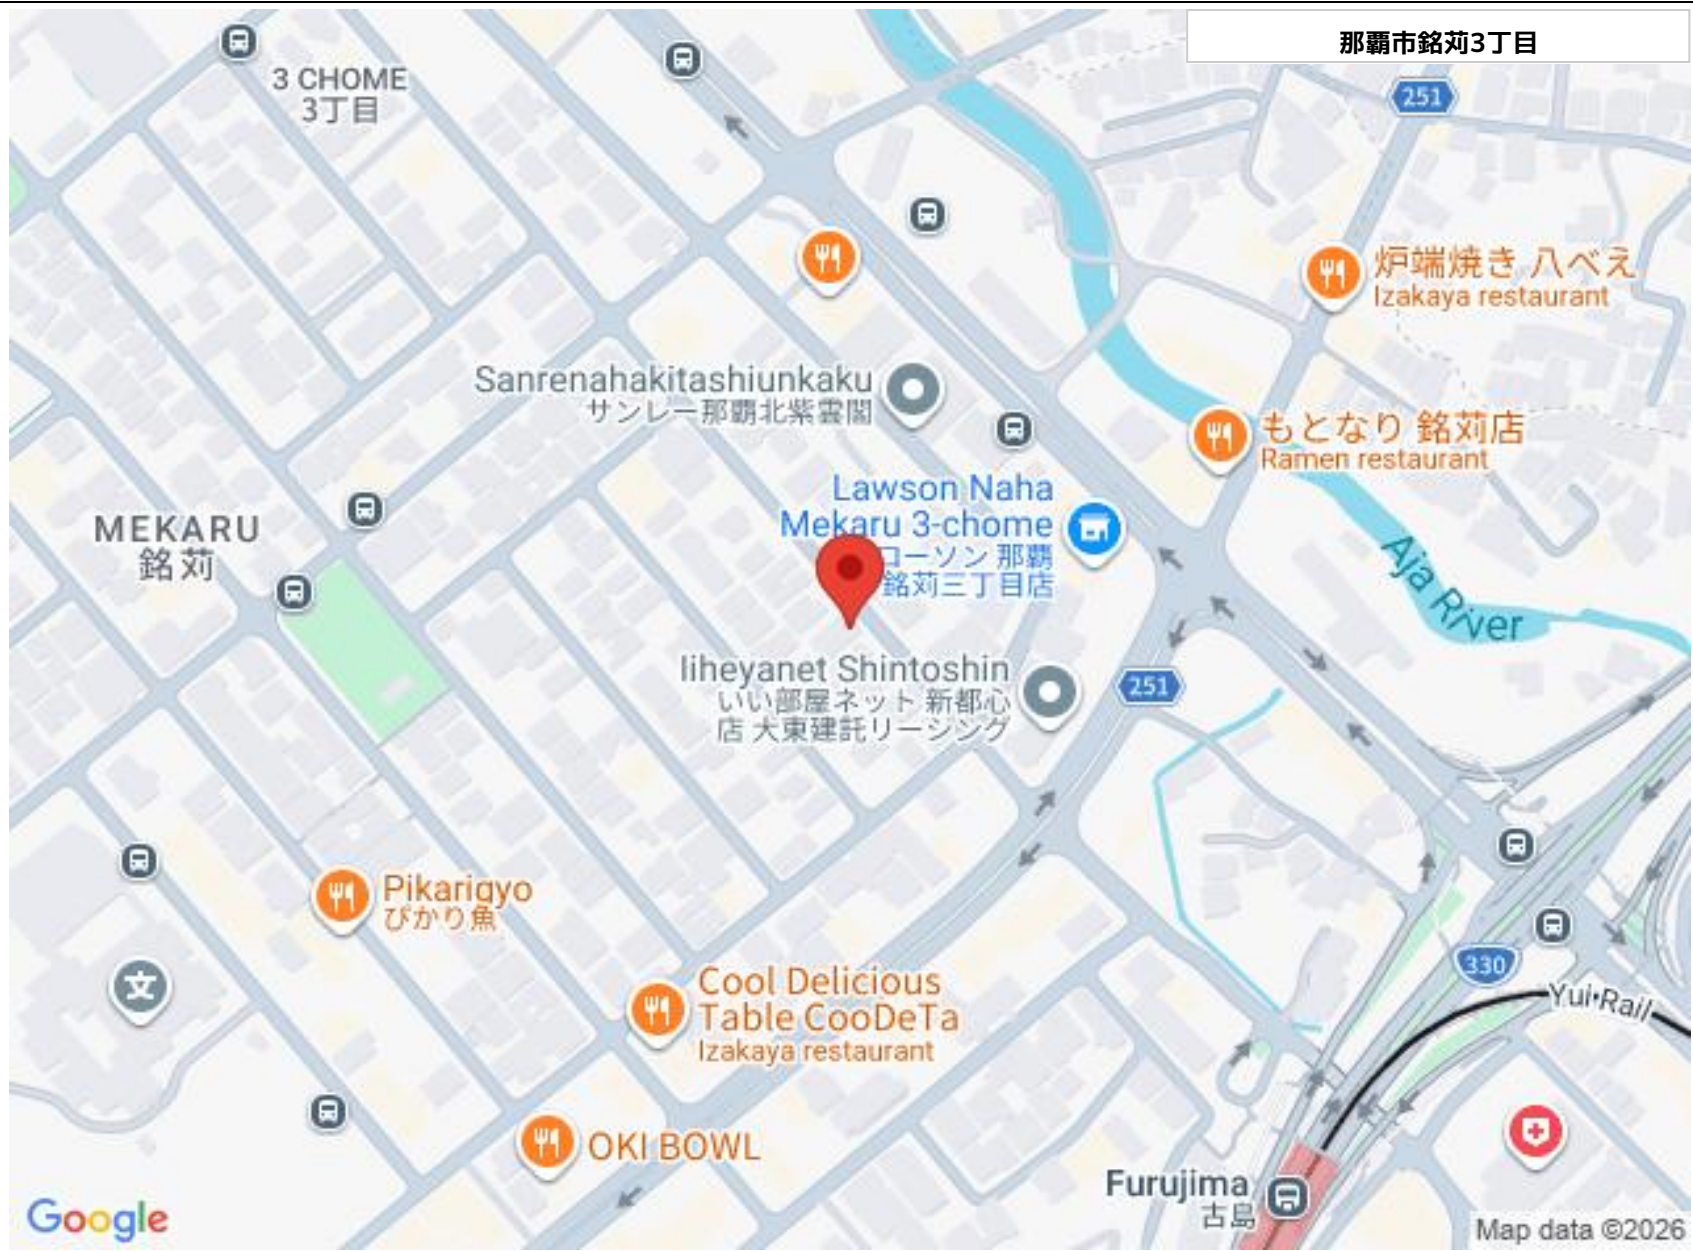 那覇市銘苅3丁目
3 CHOME
3丁目
251
炉端焼き 八べえ
Izakaya restaurant
Sanrenahakitashiunkaku
サンレー那覇北紫雲閣
もとなり 銘苅店
Ramen restaurant
Lawson Naha
Mekaru 3-chome
ローソン 那覇
銘苅三丁目店
MEKARU
銘苅
Aja River
Iiheyanet Shintoshin
いい部屋ネット 新都心
店 大東建託リーシング
251
Pikarigyo
ぴかり魚
文
Cool Delicious
Table CooDeTa
Izakaya restaurant
330
Yui•Rail
OKI BOWL
Furujima
古島
Google
Map data ©2026